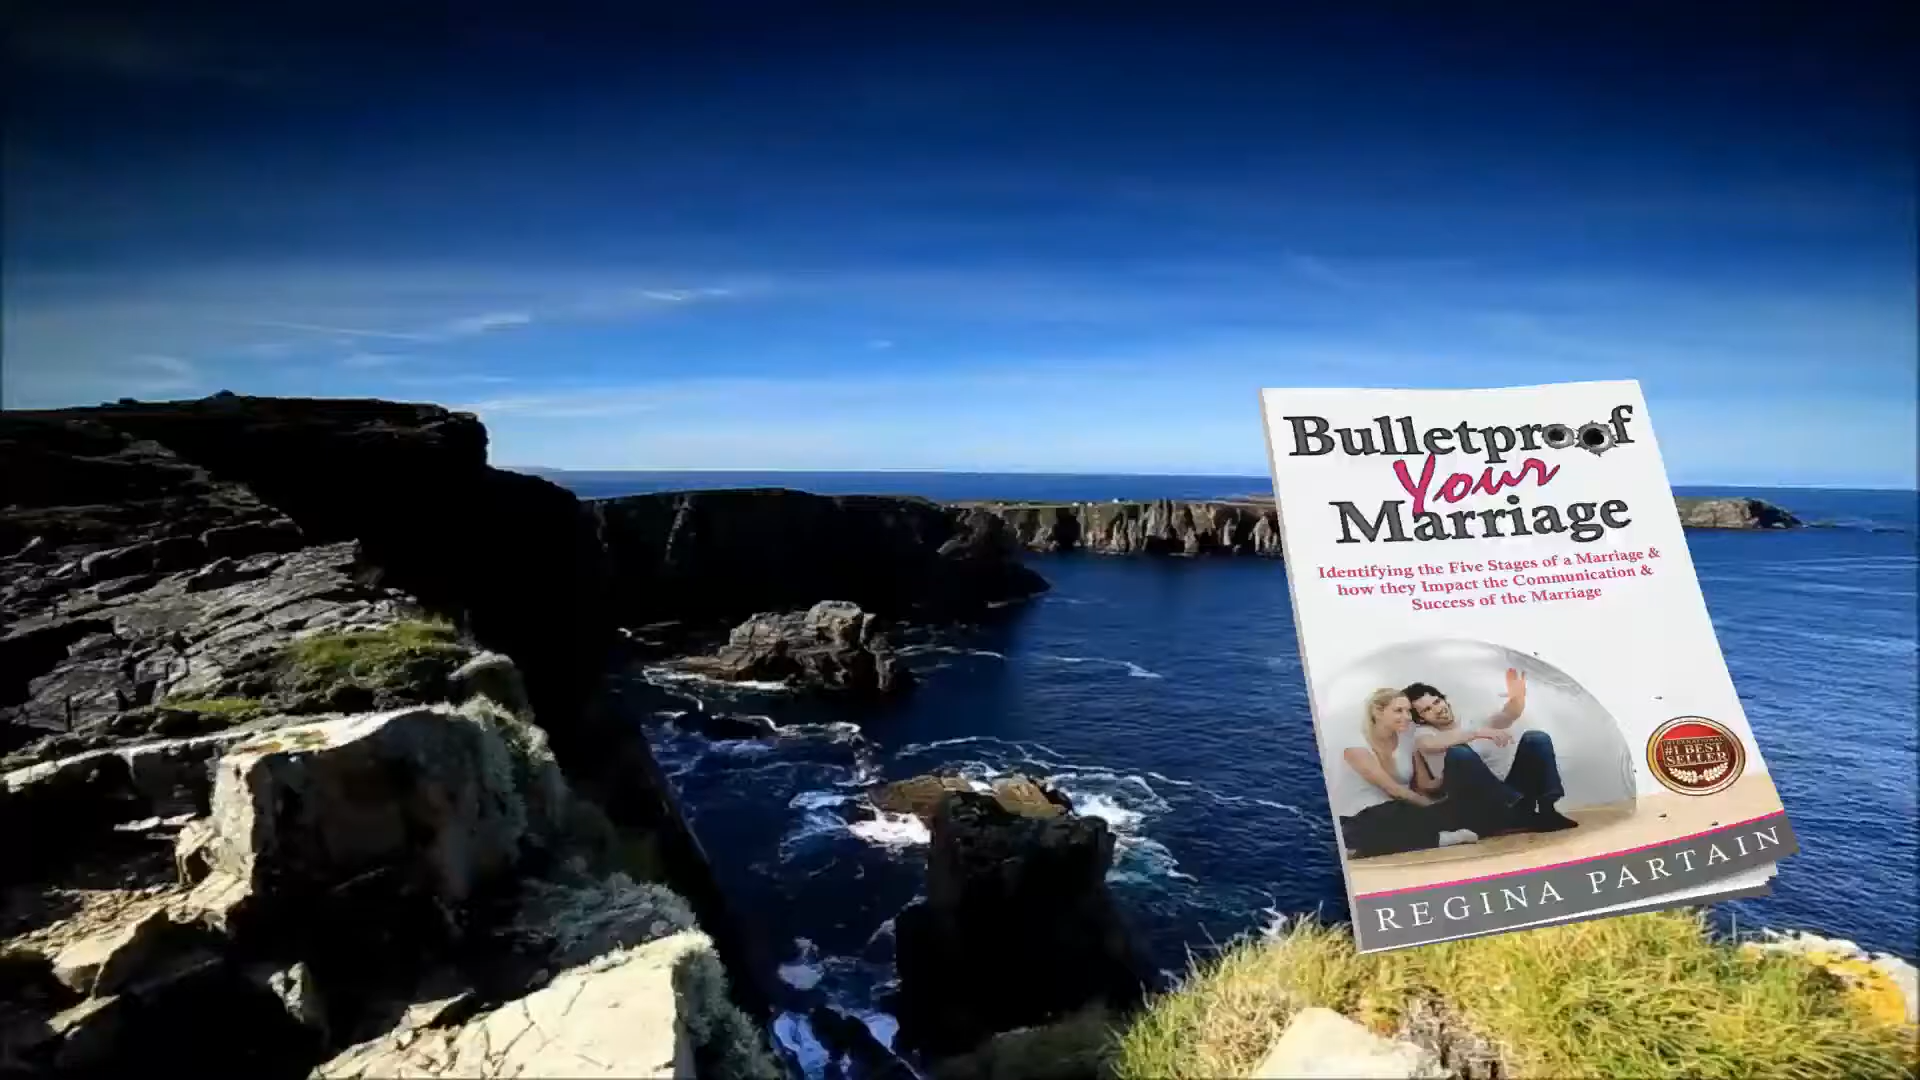 Bulletproof
Your
Marriage
Identifying the Five Stages of a Marriage &
how they Impact the Communication &
Success of the Marriage
INTERNATIONAL
#1 BEST
SELLER
REGINA PARTAIN